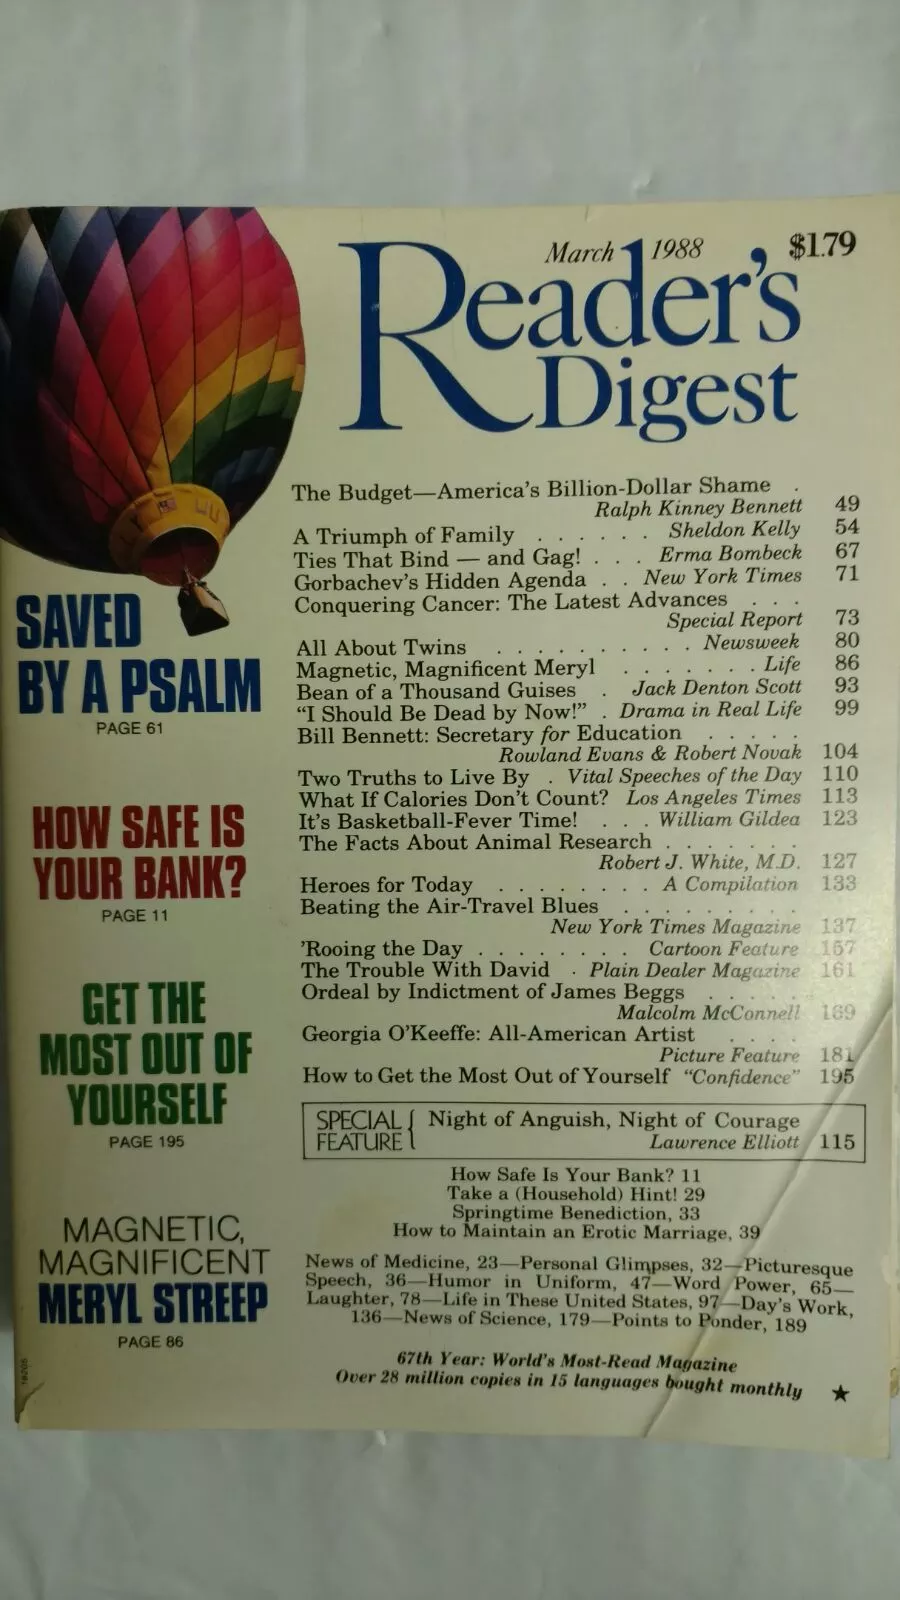 March 1988 $1.79
Reader's
Digest
The Budget—America's Billion-Dollar Shame .
Ralph Kinney Bennett 49
A Triumph of Family . . . . . . Sheldon Kelly 54
Ties That Bind — and Gag! . . . Erma Bombeck 67
Gorbachev's Hidden Agenda . . New York Times 71
Conquering Cancer: The Latest Advances . . .
Special Report 73
All About Twins . . . . . . . . . . Newsweek 80
Magnetic, Magnificent Meryl . . . . . . . Life 86
Bean of a Thousand Guises . Jack Denton Scott 93
“I Should Be Dead by Now!” . Drama in Real Life 99
Bill Bennett: Secretary for Education . . . . .
Rowland Evans & Robert Novak 104
Two Truths to Live By . Vital Speeches of the Day 110
What If Calories Don't Count? Los Angeles Times 113
It's Basketball-Fever Time! . . . William Gildea 123
The Facts About Animal Research . . . . . . .
Robert J. White, M.D. 127
Heroes for Today . . . . . . . . A Compilation 133
Beating the Air-Travel Blues . . . . . . . . .
New York Times Magazine 137
'Rooing the Day . . . . . . . . Cartoon Feature 157
The Trouble With David . Plain Dealer Magazine 161
Ordeal by Indictment of James Beggs . . . . .
Malcolm McConnell 169
Georgia O'Keeffe: All-American Artist . . . .
Picture Feature 181
How to Get the Most Out of Yourself “Confidence” 195
SPECIAL
FEATURE
Night of Anguish, Night of Courage
Lawrence Elliott 115
How Safe Is Your Bank? 11
Take a (Household) Hint! 29
Springtime Benediction, 33
How to Maintain an Erotic Marriage, 39
News of Medicine, 23—Personal Glimpses, 32—Picturesque
Speech, 36—Humor in Uniform, 47—Word Power, 65—
Laughter, 78—Life in These United States, 97—Day's Work,
136—News of Science, 179—Points to Ponder, 189
67th Year: World's Most-Read Magazine
Over 28 million copies in 15 languages bought monthly
SAVED
BY A PSALM
PAGE 61
HOW SAFE IS
YOUR BANK?
PAGE 11
GET THE
MOST OUT OF
YOURSELF
PAGE 195
MAGNETIC,
MAGNIFICENT
MERYL STREEP
PAGE 86